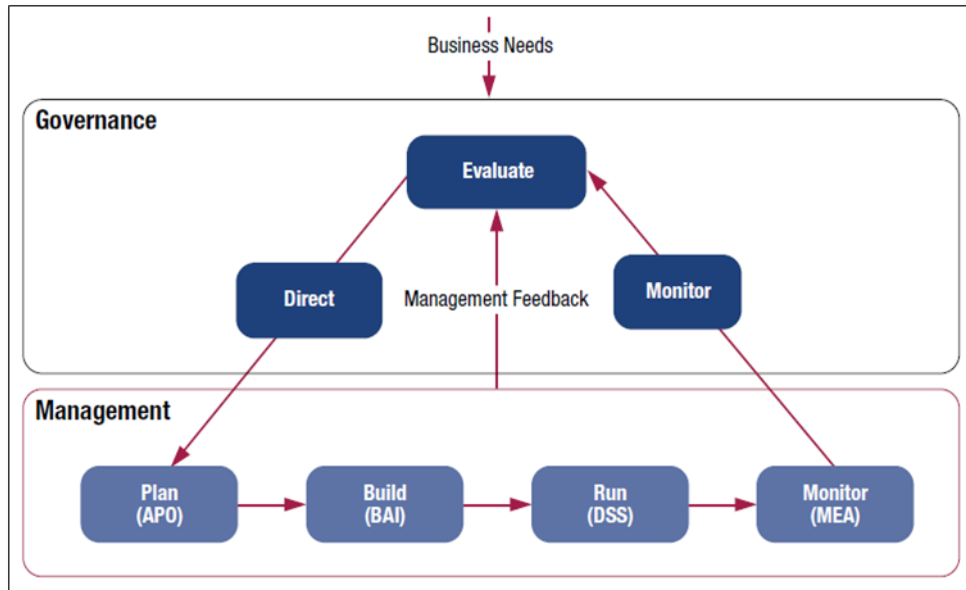 Business Needs
Governance
Evaluate
Direct
Management Feedback
Monitor
Management
Plan
(APO)
Build
(BAI)
Run
(DSS)
Monitor
(MEA)